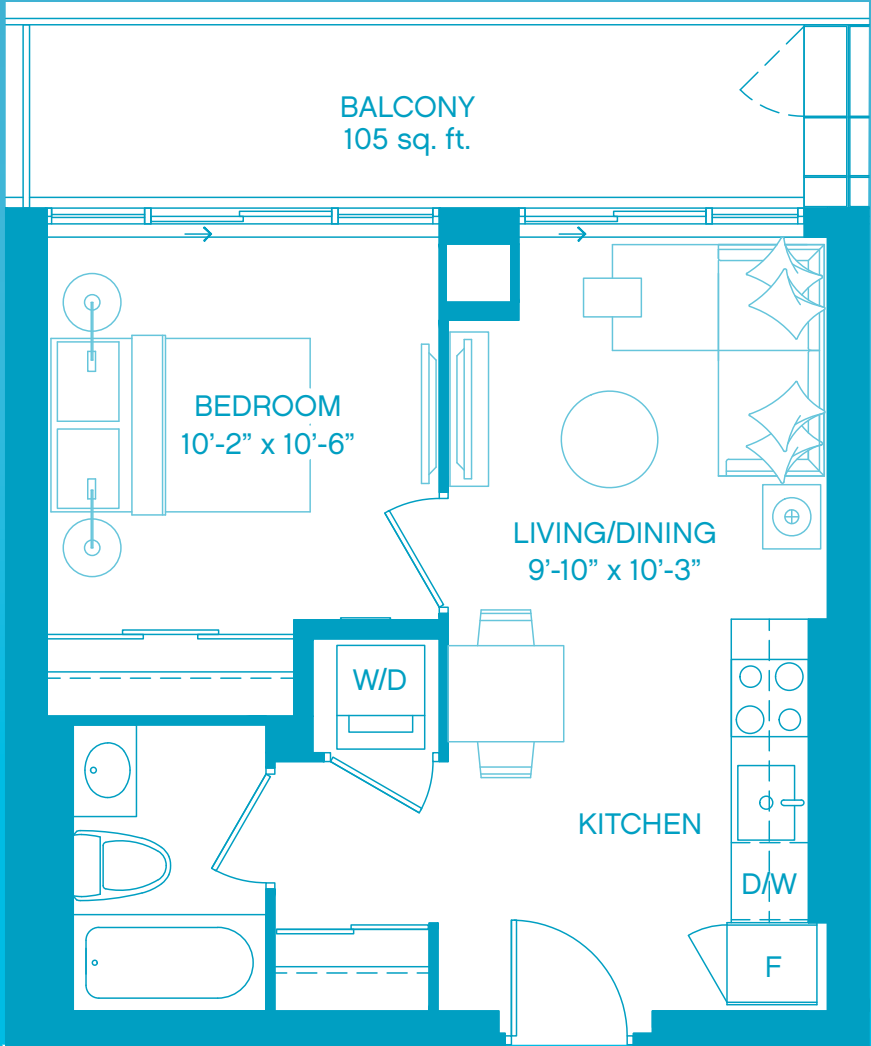 BALCONY
105 sq. ft.
BEDROOM
10’-2” x 10’-6”
LIVING/DINING
9’-10” x 10’-3”
W/D
KITCHEN
D/W
F